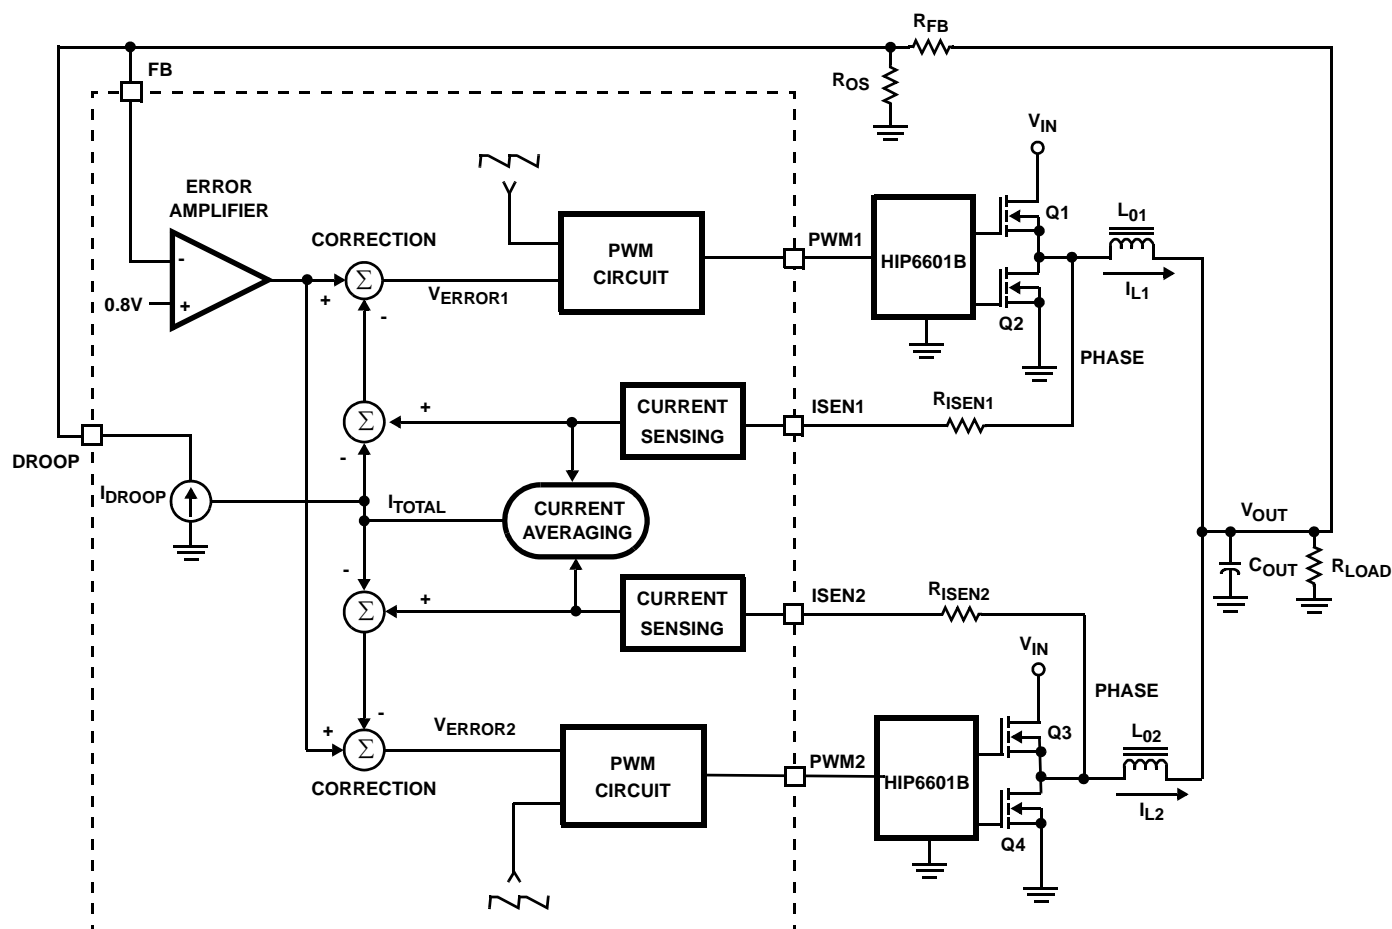 RFB
FB
ROS
VIN
ERROR
AMPLIFIER
-
+
0.8V
CORRECTION
Σ
+
-
VERROR1
PWM
CIRCUIT
PWM1
HIP6601B
Q1
Q2
L01
IL1
PHASE
Σ
+
-
CURRENT
SENSING
ISEN1
RISEN1
DROOP
IDROOP
ITOTAL
CURRENT
AVERAGING
VOUT
COUT
RLOAD
-
Σ
+
CURRENT
SENSING
ISEN2
RISEN2
VIN
PHASE
-
+
Σ
CORRECTION
VERROR2
PWM
CIRCUIT
PWM2
HIP6601B
Q3
Q4
L02
IL2